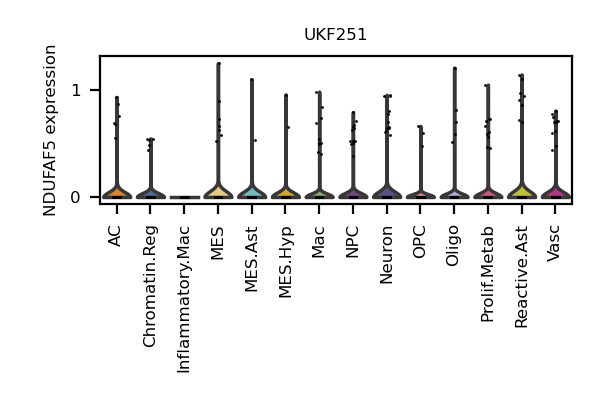 UKF251
NDUFAF5 expression
1
0
AC
Chromatin.Reg
Inflammatory.Mac
MES
MES.Ast
MES.Hyp
Mac
NPC
Neuron
OPC
Oligo
Prolif.Metab
Reactive.Ast
Vasc